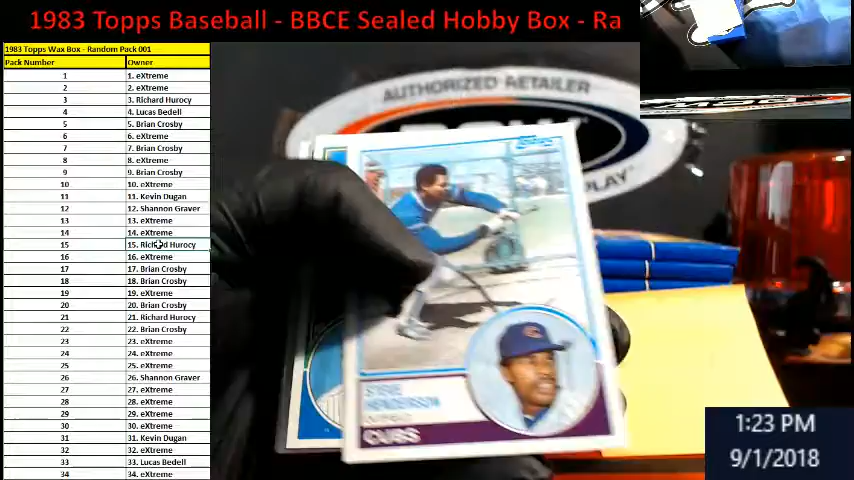 1983 Topps Baseball - BBCE Sealed Hobby Box - Ra
1983 Topps Wax Box - Random Pack 001
Pack Number Owner
1 1. eXtreme
2 2. eXtreme
3 3. Richard Hurocy
4 4. Lucas Bedell
5 5. Brian Crosby
6 6. eXtreme
7 7. Brian Crosby
8 8. eXtreme
9 9. Brian Crosby
10 10. eXtreme
11 11. Kevin Dugan
12 12. Shannon Graver
13 13. eXtreme
14 14. eXtreme
15 15. Richard Hurocy
16 16. eXtreme
17 17. Brian Crosby
18 18. Brian Crosby
19 19. eXtreme
20 20. Brian Crosby
21 21. Richard Hurocy
22 22. Brian Crosby
23 23. eXtreme
24 24. eXtreme
25 25. eXtreme
26 26. Shannon Graver
27 27. eXtreme
28 28. eXtreme
29 29. eXtreme
30 30. eXtreme
31 31. Kevin Dugan
32 32. eXtreme
33 33. Lucas Bedell
34 34. eXtreme
AUTHORIZED RETAILER
Topps
STEVE
HENDERSON
OUTFIELD
CUBS
1:23 PM
9/1/2018